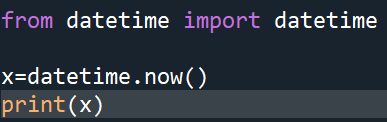 from datetime import datetime
x=datetime.now()
print(x)